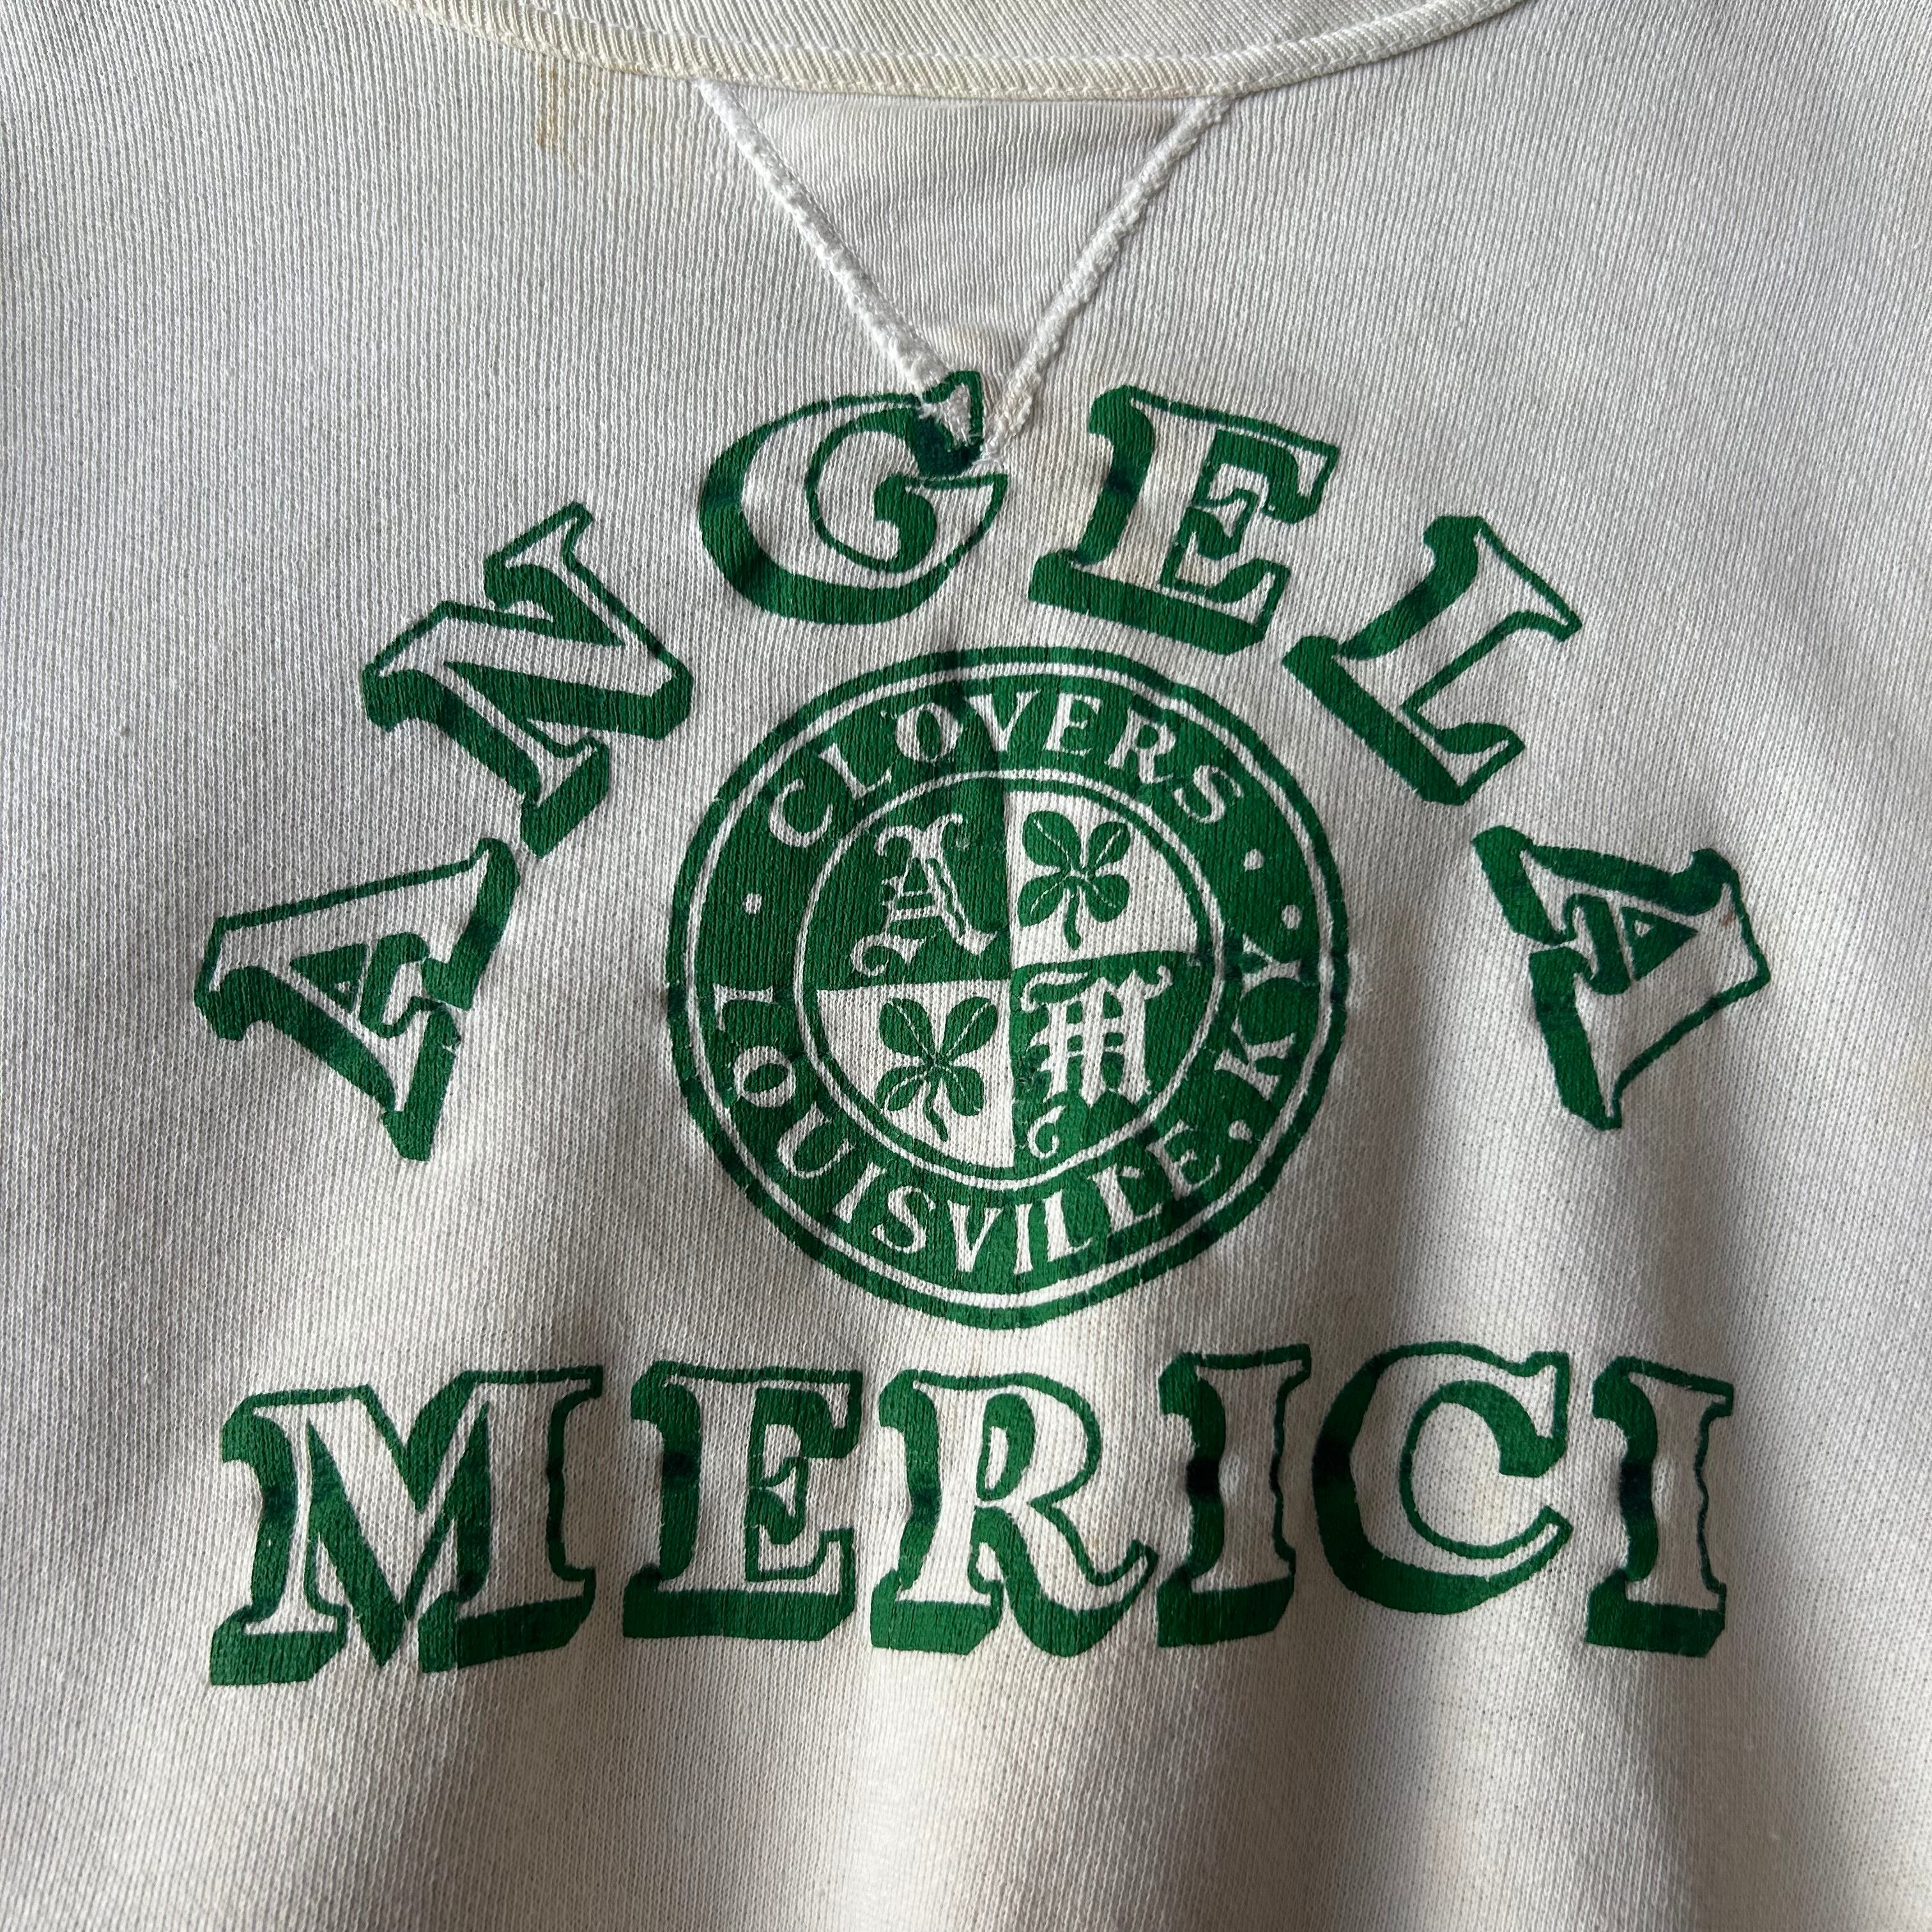 ANGELA
CLOVERS
A
M
LOUISVILLE, KY.
MERICI